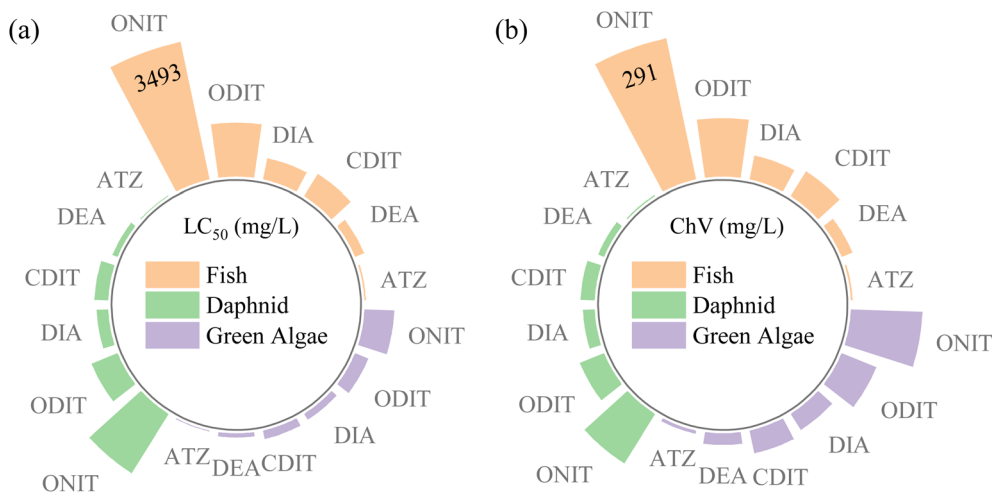 (a)
ONIT
3493
ODIT
DIA
CDIT
DEA
ATZ
ATZ
DEA
CDIT
DIA
ODIT
ONIT
LC50 (mg/L)
Fish
Daphnid
Green Algae
ONIT
ODIT
DIA
CDIT
DEA
ATZ
(b)
ONIT
291
ODIT
DIA
CDIT
DEA
ATZ
ATZ
DEA
CDIT
DIA
ODIT
ONIT
ChV (mg/L)
Fish
Daphnid
Green Algae
ONIT
ODIT
DIA
CDIT
DEA
ATZ